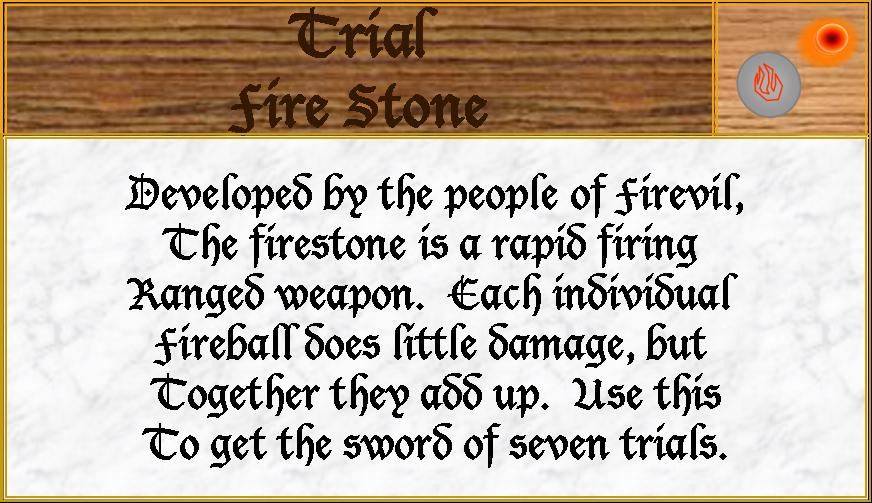 Trial
Fire Stone
Developed by the people of Firevil,
The firestone is a rapid firing
Ranged weapon.  Each individual
Fireball does little damage, but
Together they add up.  Use this
To get the sword of seven trials.